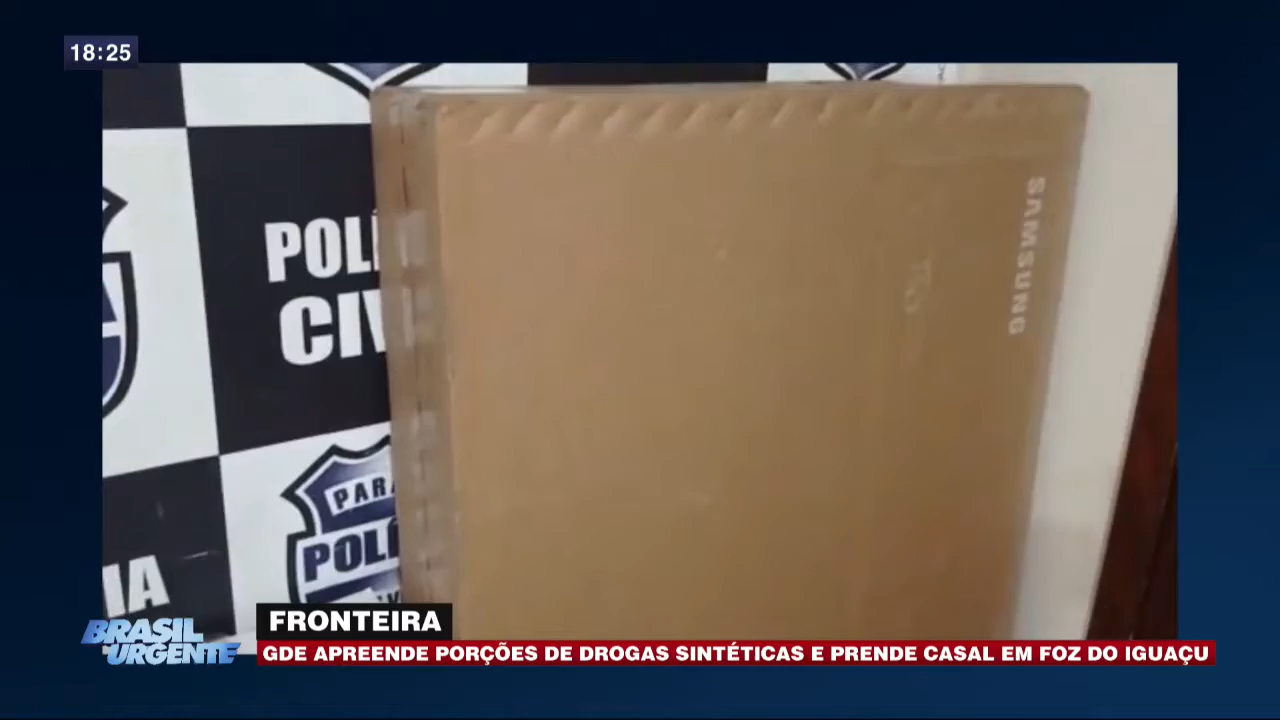 18:25
POLÍ
CIV
SAMSUNG
PARA
POLÍ
IA
BRASIL
URGENTE
FRONTEIRA
GDE APREENDE PORÇÕES DE DROGAS SINTÉTICAS E PRENDE CASAL EM FOZ DO IGUAÇU